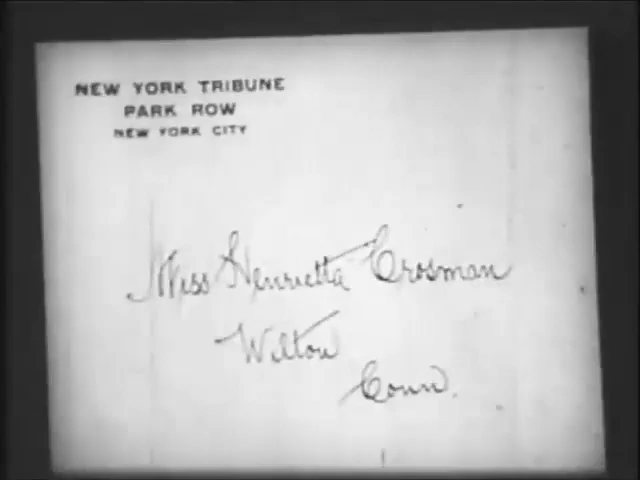 NEW YORK TRIBUNE
PARK ROW
NEW YORK CITY
Miss Henrietta Crosman
Wilton
Conn.